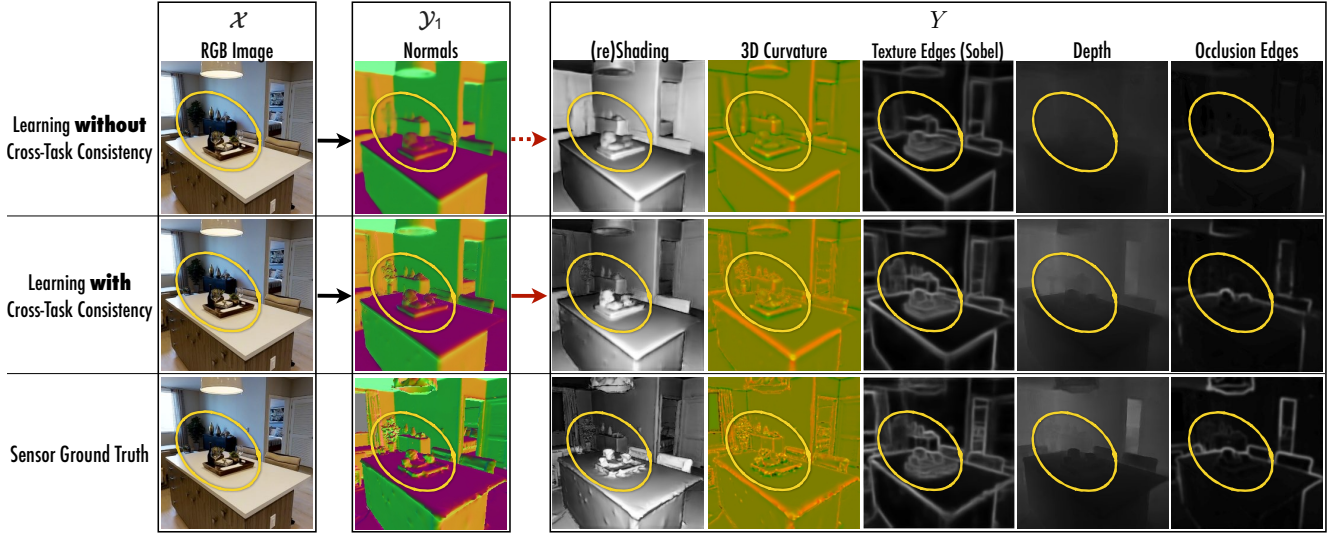 𝒳
RGB Image
𝒴₁
Normals
Y
(re)Shading
3D Curvature
Texture Edges (Sobel)
Depth
Occlusion Edges
Learning without
Cross-Task Consistency
Learning with
Cross-Task Consistency
Sensor Ground Truth